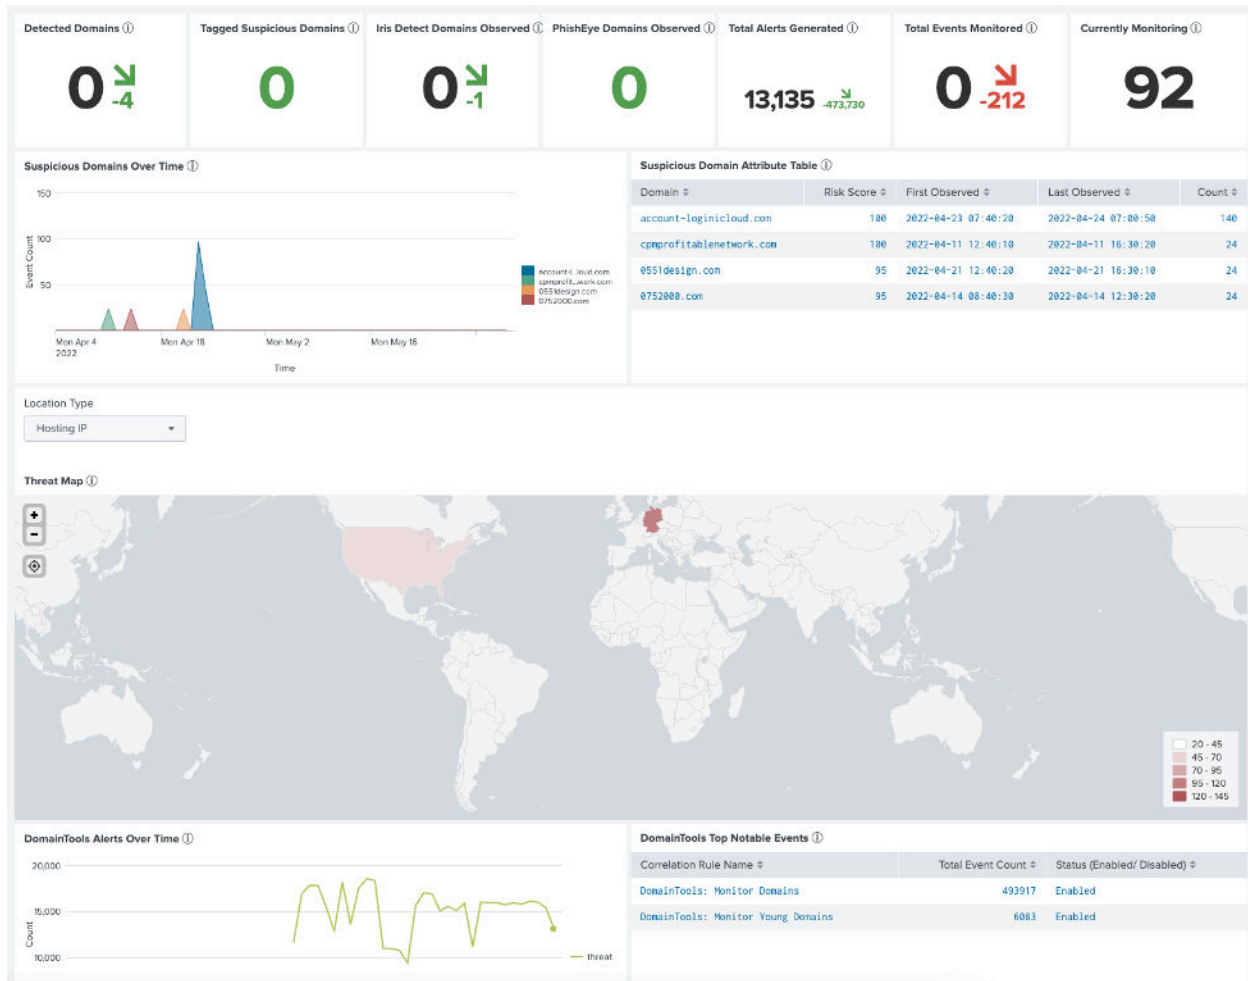 Detected Domains ⓘ
Tagged Suspicious Domains ⓘ
Iris Detect Domains Observed ⓘ
PhishEye Domains Observed ⓘ
Total Alerts Generated ⓘ
Total Events Monitored ⓘ
Currently Monitoring ⓘ
0 -4
0
0 -1
0
13,135 -473,730
0 -212
92
Suspicious Domains Over Time ⓘ
150
100
50
Event Count
Mon Apr 4
2022
Mon Apr 18
Mon May 2
Mon May 16
Time
account-l...loud.com
cpmprofit...work.com
0551design.com
0752000.com
Suspicious Domain Attribute Table ⓘ
Domain Risk Score First Observed Last Observed Count
account-loginicloud.com 100 2022-04-23 07:40:20 2022-04-24 07:00:50 140
cpmprofitablenetwork.com 100 2022-04-11 12:40:10 2022-04-11 16:30:20 24
0551design.com 95 2022-04-21 12:40:20 2022-04-21 16:30:10 24
0752000.com 95 2022-04-14 08:40:30 2022-04-14 12:30:20 24
Location Type
Hosting IP
Threat Map ⓘ
+
-
20 - 45
45 - 70
70 - 95
95 - 120
120 - 145
DomainTools Alerts Over Time ⓘ
20,000
15,000
10,000
Count
threat
DomainTools Top Notable Events ⓘ
Correlation Rule Name Total Event Count Status (Enabled/ Disabled)
DomainTools: Monitor Domains 493917 Enabled
DomainTools: Monitor Young Domains 6083 Enabled